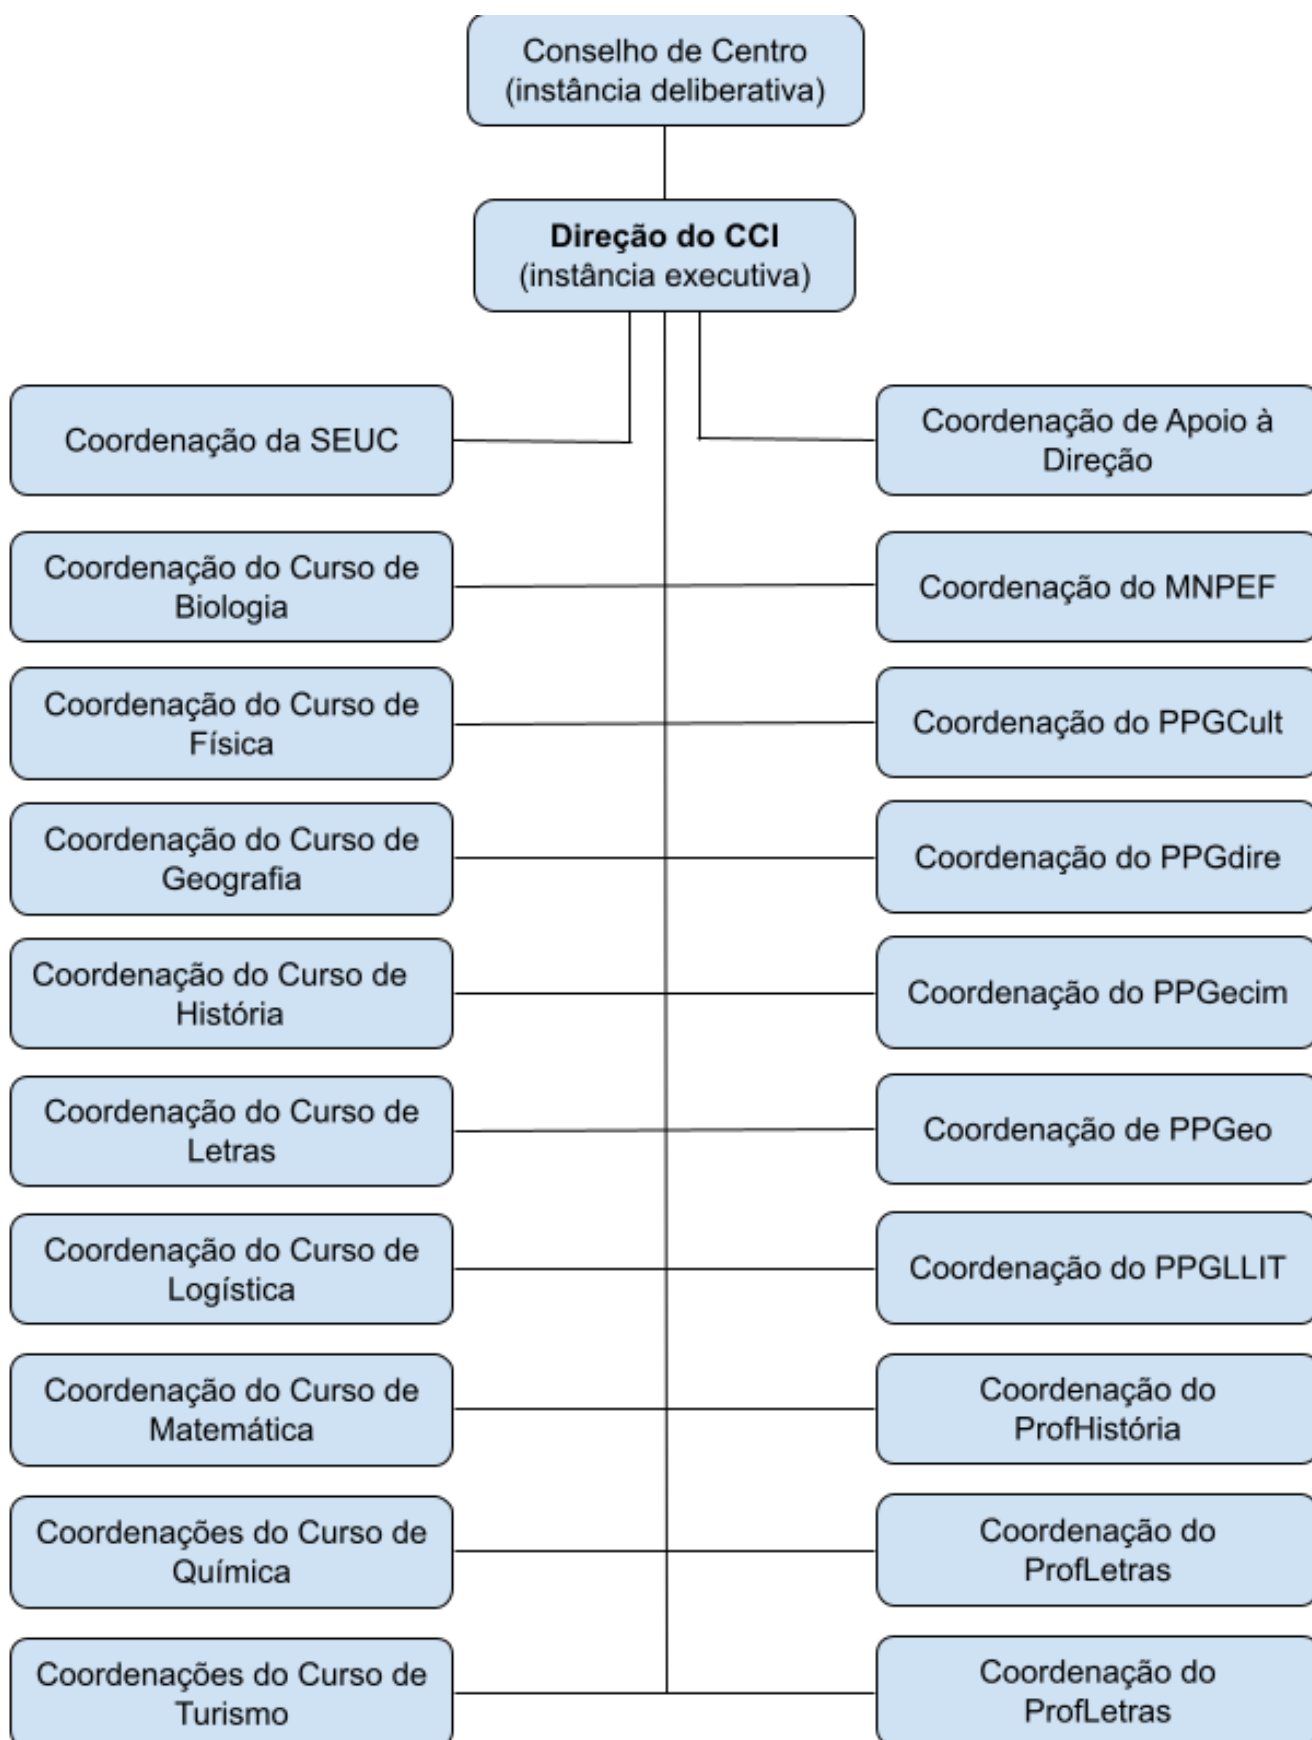 Conselho de Centro
(instância deliberativa)
Direção do CCI
(instância executiva)
Coordenação da SEUC
Coordenação de Apoio à
Direção
Coordenação do Curso de
Biologia
Coordenação do MNPEF
Coordenação do Curso de
Física
Coordenação do PPGCult
Coordenação do Curso de
Geografia
Coordenação do PPGdire
Coordenação do Curso de
História
Coordenação do PPGecim
Coordenação do Curso de
Letras
Coordenação de PPGeo
Coordenação do Curso de
Logística
Coordenação do PPGLLIT
Coordenação do Curso de
Matemática
Coordenação do
ProfHistória
Coordenações do Curso de
Química
Coordenação do
ProfLetras
Coordenações do Curso de
Turismo
Coordenação do
ProfLetras